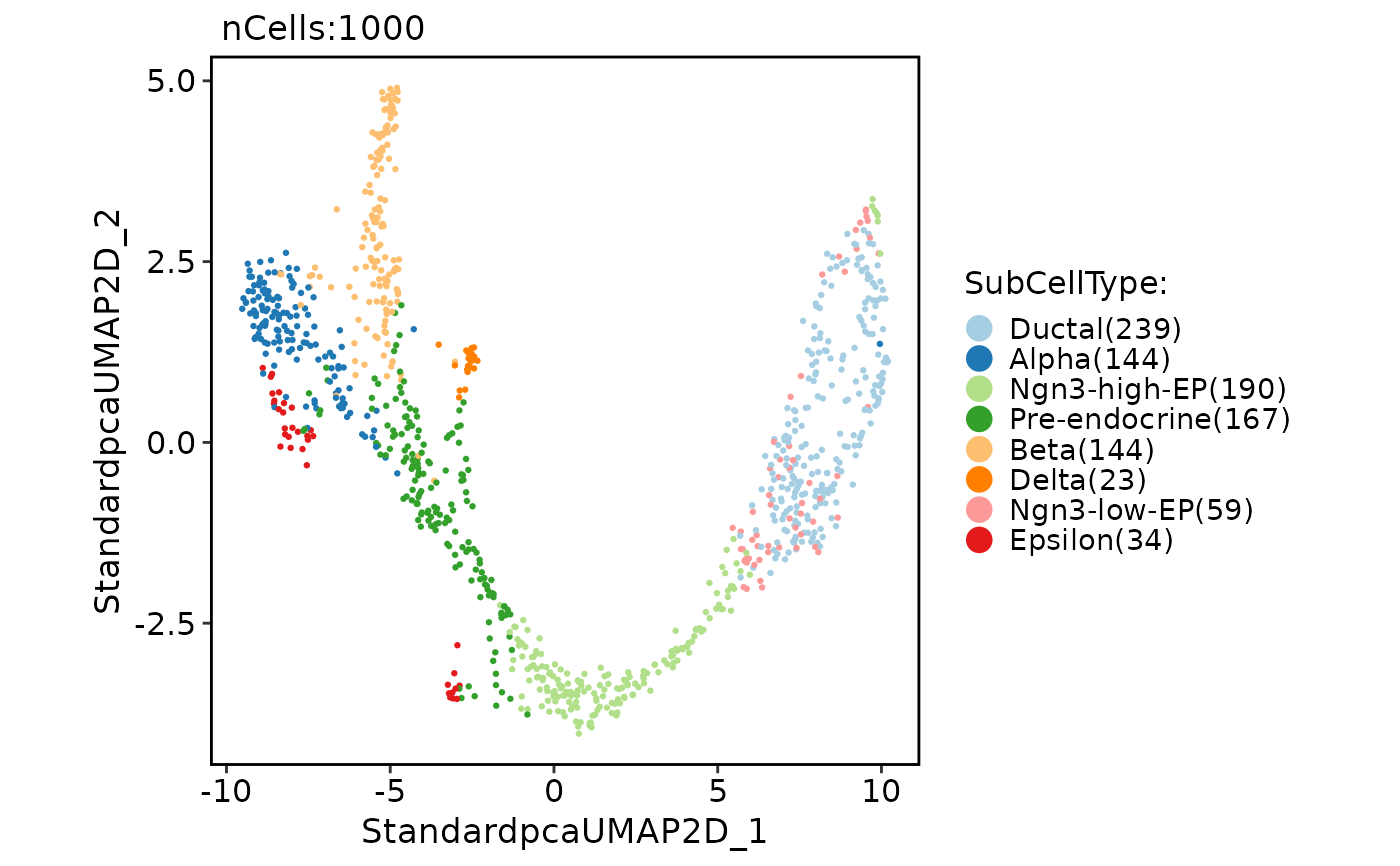 nCells:1000
StandardpcaUMAP2D_2
5.0
2.5
0.0
-2.5
-10
-5
0
5
10
StandardpcaUMAP2D_1
SubCellType:
Ductal(239)
Alpha(144)
Ngn3-high-EP(190)
Pre-endocrine(167)
Beta(144)
Delta(23)
Ngn3-low-EP(59)
Epsilon(34)